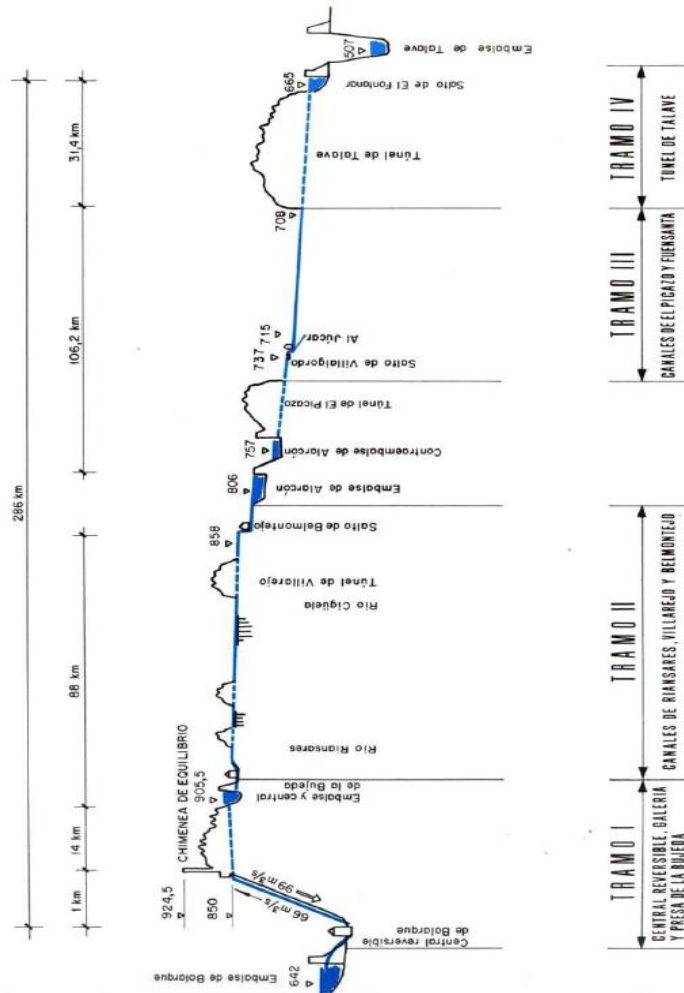 286 km
1 km
14 km
88 km
106,2 km
31,4 km
924,5
CHIMENEA DE EQUILIBRIO
850
905,5
642
858
806
757
737
715
708
665
507
66 m³/s
99 m³/s
Embalse de Bolarque
Central reversible
de Bolarque
Embalse y central
de la Bujeda
Río Riansares
Río Cigüela
Túnel de Villarejo
Salto de Belmontejo
Embalse de Alarcón
Contraembalse de Alarcón
Túnel de El Picazo
Salto de Villalgordo
Al Júcar
Túnel de Talave
Salto de El Fontanar
Embalse de Talave
TRAMO I
CENTRAL REVERSIBLE, GALERIA
Y PRESA DE LA BUJEDA
TRAMO II
CANALES DE RIANSARES, VILLAREJO Y BELMONTEJO
TRAMO III
CANALES DE EL PICAZO Y FUENSANTA
TRAMO IV
TUNEL DE TALAVE